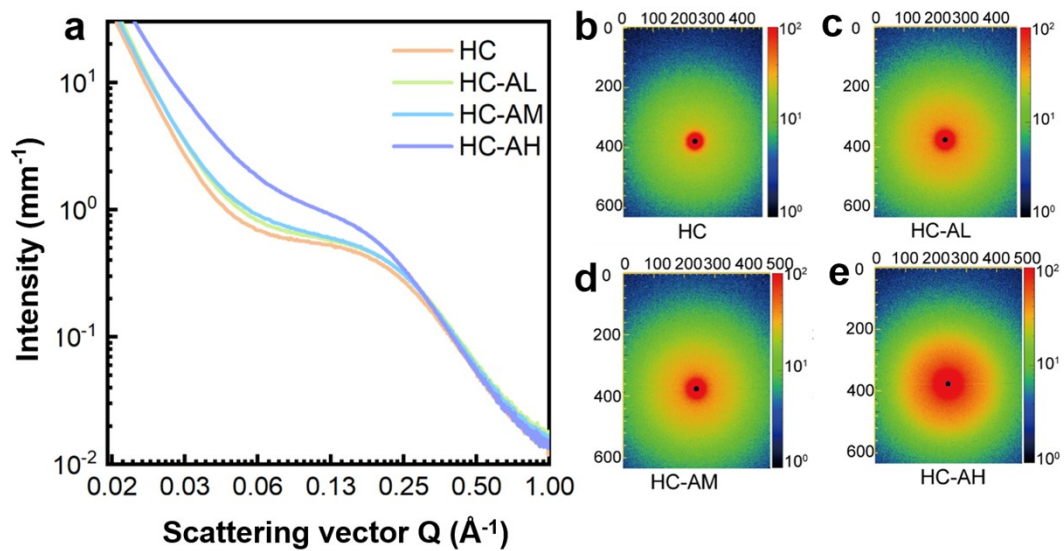 a
HC
HC-AL
HC-AM
HC-AH
10¹
10⁰
10⁻¹
10⁻²
Intensity (mm⁻¹)
0.02 0.03 0.06 0.13 0.25 0.50 1.00
Scattering vector Q (Å⁻¹)
b
0 100 200 300 400
0
200
400
600
10²
10¹
10⁰
HC
c
0 100 200 300 400
0
200
400
600
10²
10¹
10⁰
HC-AL
d
0 100 200 300 400 500
0
200
400
600
10²
10¹
10⁰
HC-AM
e
0 100 200 300 400 500
0
200
400
600
10²
10¹
10⁰
HC-AH